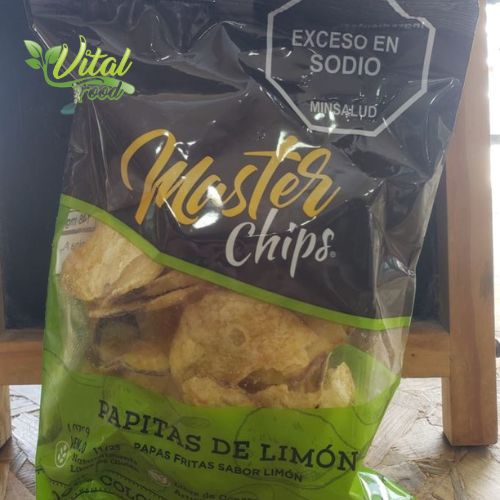 Vital
Food
EXCESO EN
SODIO
MINSALUD
Master
Chips
PAPITAS DE LIMÓN
PAPAS FRITAS SABOR LIMÓN